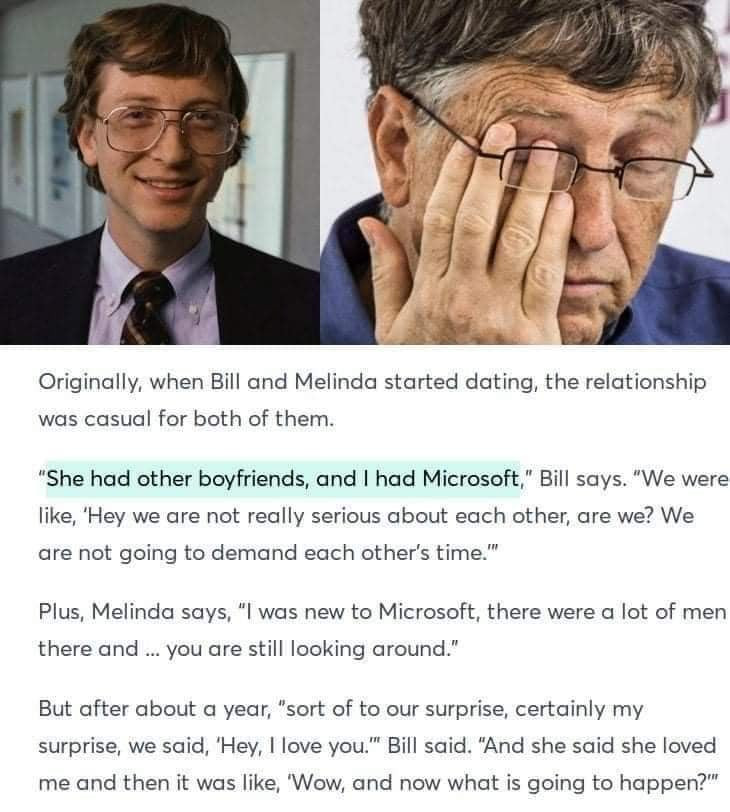 Originally, when Bill and Melinda started dating, the relationship
was casual for both of them.
“She had other boyfriends, and I had Microsoft,” Bill says. “We were
like, ‘Hey we are not really serious about each other, are we? We
are not going to demand each other’s time.’”
Plus, Melinda says, “I was new to Microsoft, there were a lot of men
there and ... you are still looking around.”
But after about a year, “sort of to our surprise, certainly my
surprise, we said, ‘Hey, I love you.’” Bill said. “And she said she loved
me and then it was like, ‘Wow, and now what is going to happen?’”